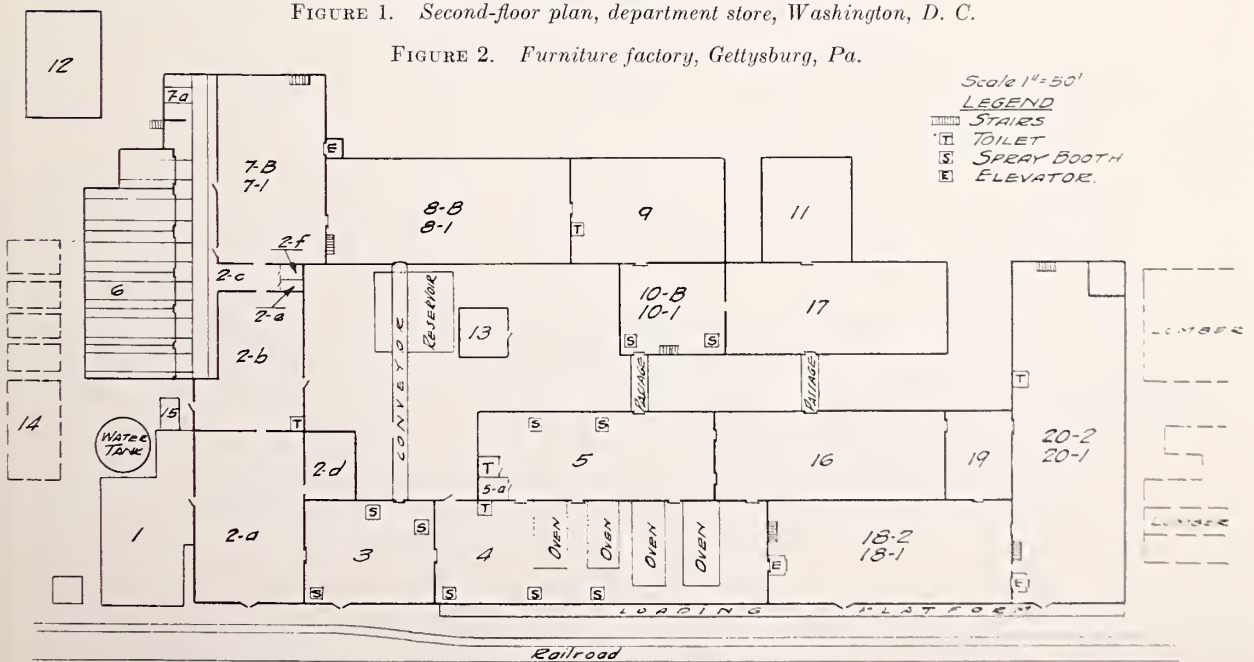 FIGURE 1. Second-floor plan, department store, Washington, D. C.
FIGURE 2. Furniture factory, Gettysburg, Pa.
Scale 1"=50'
LEGEND
STAIRS
T TOILET
S SPRAY BOOTH
E ELEVATOR.
12
7-a
7-B
7-1
E
8-B
8-1
T
9
11
2-f
2-c
2-e
6
2-b
CONVEYOR
RESERVOIR
13
10-B
10-1
S
S
17
LUMBER
PASSAGE
PASSAGE
T
14
15
WATER
TANK
T
2-d
S
S
5
T
5-a
16
19
20-2
20-1
1
2-a
3
S
S
S
T
4
OVEN
OVEN
OVEN
OVEN
S
S
S
18-2
18-1
E
E
LUMBER
LOADING PLATFORM
Railroad